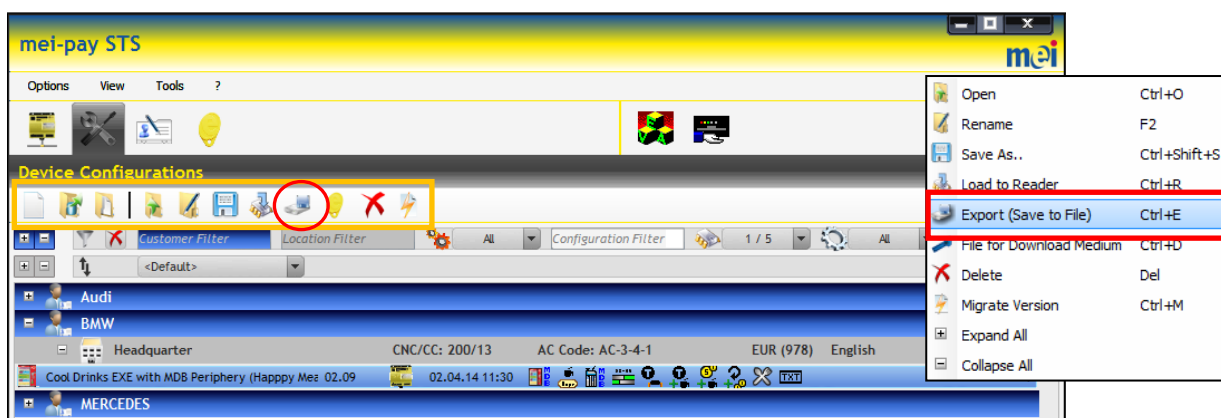 mei-pay STS
mei
Options View Tools ?
Device Configurations
Customer Filter Location Filter All Configuration Filter 1 / 5 All
<Default>
Audi
BMW
Headquarter CNC/CC: 200/13 AC Code: AC-3-4-1 EUR (978) English
Cool Drinks EXE with MDB Periphery (Happpy Mea 02.09 02.04.14 11:30 TXT
MERCEDES
Open Ctrl+O
Rename F2
Save As.. Ctrl+Shift+S
Load to Reader Ctrl+R
Export (Save to File) Ctrl+E
File for Download Medium Ctrl+D
Delete Del
Migrate Version Ctrl+M
Expand All
Collapse All